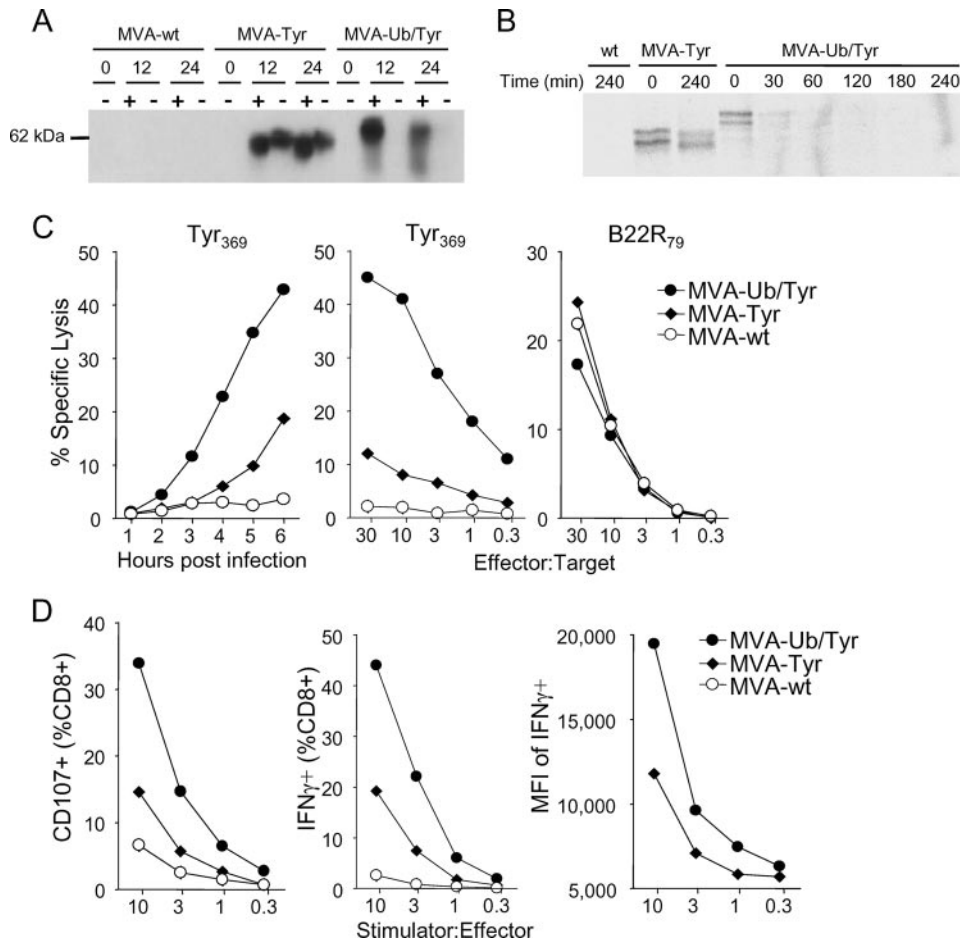 A
MVA-wt MVA-Tyr MVA-Ub/Tyr
0 12 24 0 12 24 0 12 24
- + - + - - + - + - - + - + -
62 kDa
B
wt MVA-Tyr MVA-Ub/Tyr
Time (min) 240 0 240 0 30 60 120 180 240
C
Tyr369
% Specific Lysis
50
40
30
20
10
0
1 2 3 4 5 6
Hours post infection
Tyr369
50
40
30
20
10
0
30 10 3 1 0.3
B22R79
30
20
10
0
30 10 3 1 0.3
Effector:Target
MVA-Ub/Tyr
MVA-Tyr
MVA-wt
D
CD107+ (%CD8+)
40
30
20
10
0
10 3 1 0.3
IFNγ+ (%CD8+)
50
40
30
20
10
0
10 3 1 0.3
Stimulator:Effector
MFI of IFNγ+
20,000
15,000
10,000
5,000
10 3 1 0.3
MVA-Ub/Tyr
MVA-Tyr
MVA-wt